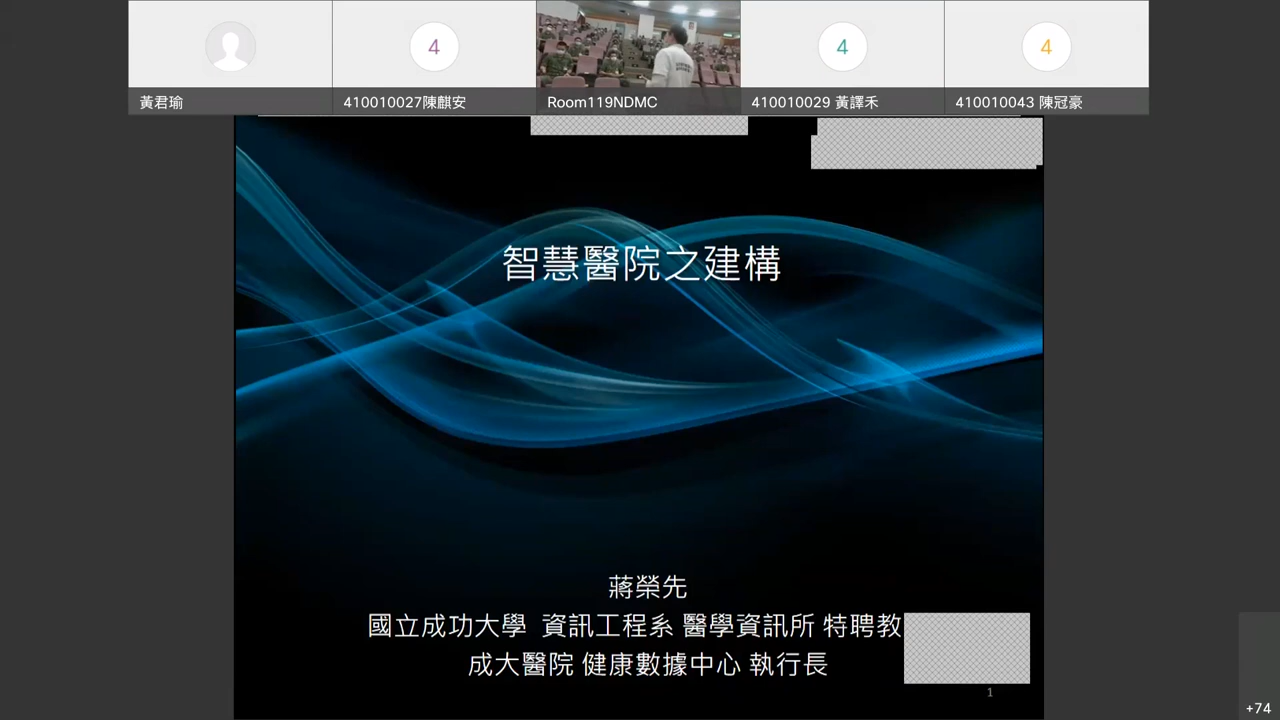 4
4
4
黃君瑜
410010027陳麒安
Room119NDMC
410010029 黃譯禾
410010043 陳冠豪
智慧醫院之建構
蔣榮先
國立成功大學 資訊工程系 醫學資訊所 特聘教
成大醫院 健康數據中心 執行長
1
+74